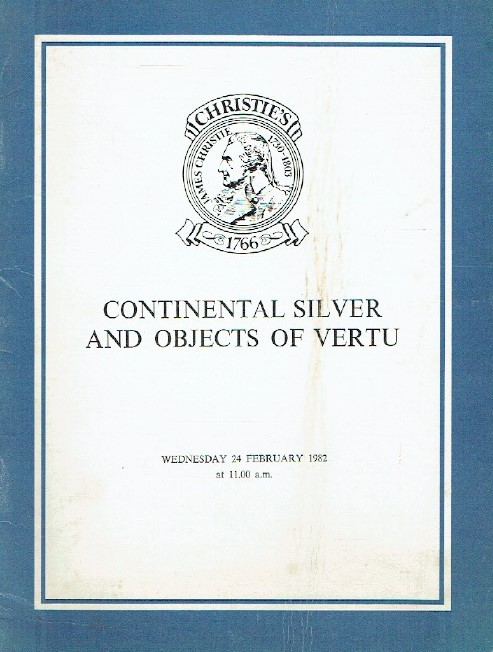 CHRISTIE'S
JAMES CHRISTIE 1730-1803
1766
CONTINENTAL SILVER
AND OBJECTS OF VERTU
WEDNESDAY 24 FEBRUARY 1982
at 11.00 a.m.